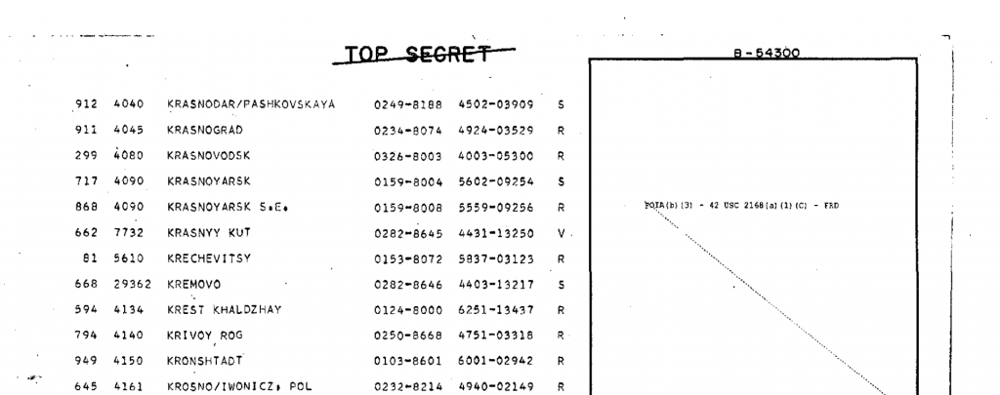 TOP SECRET
B-54300
912 4040 KRASNODAR/PASHKOVSKAYA 0249-8188 4502-03909 S
911 4045 KRASNOGRAD 0234-8074 4924-03529 R
299 4080 KRASNOVODSK 0326-8003 4003-05300 R
717 4090 KRASNOYARSK 0159-8004 5602-09254 S
868 4090 KRASNOYARSK S.E. 0159-8008 5559-09256 R
FOIA(b)(3) - 42 USC 2168(a)(1)(C) - FRD
662 7732 KRASNYY KUT 0282-8645 4431-13250 V
81 5610 KRECHEVITSY 0153-8072 5837-03123 R
668 29362 KREMOVO 0282-8646 4403-13217 S
594 4134 KREST KHALDZHAY 0124-8000 6251-13437 R
794 4140 KRIVOY ROG 0250-8668 4751-03318 R
949 4150 KRONSHTADT 0103-8601 6001-02942 R
645 4161 KROSNO/IWONICZ, POL 0232-8214 4940-02149 R